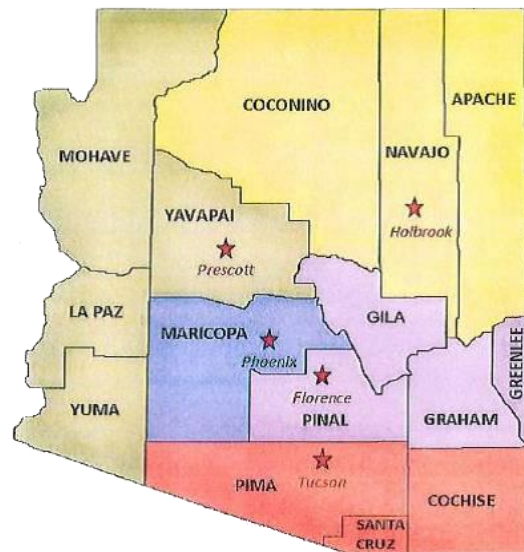 COCONINO
APACHE
MOHAVE
NAVAJO
YAVAPAI
Holbrook
Prescott
LA PAZ
MARICOPA
GILA
Phoenix
GREENLEE
YUMA
Florence
PINAL
GRAHAM
PIMA
Tucson
COCHISE
SANTA
CRUZ